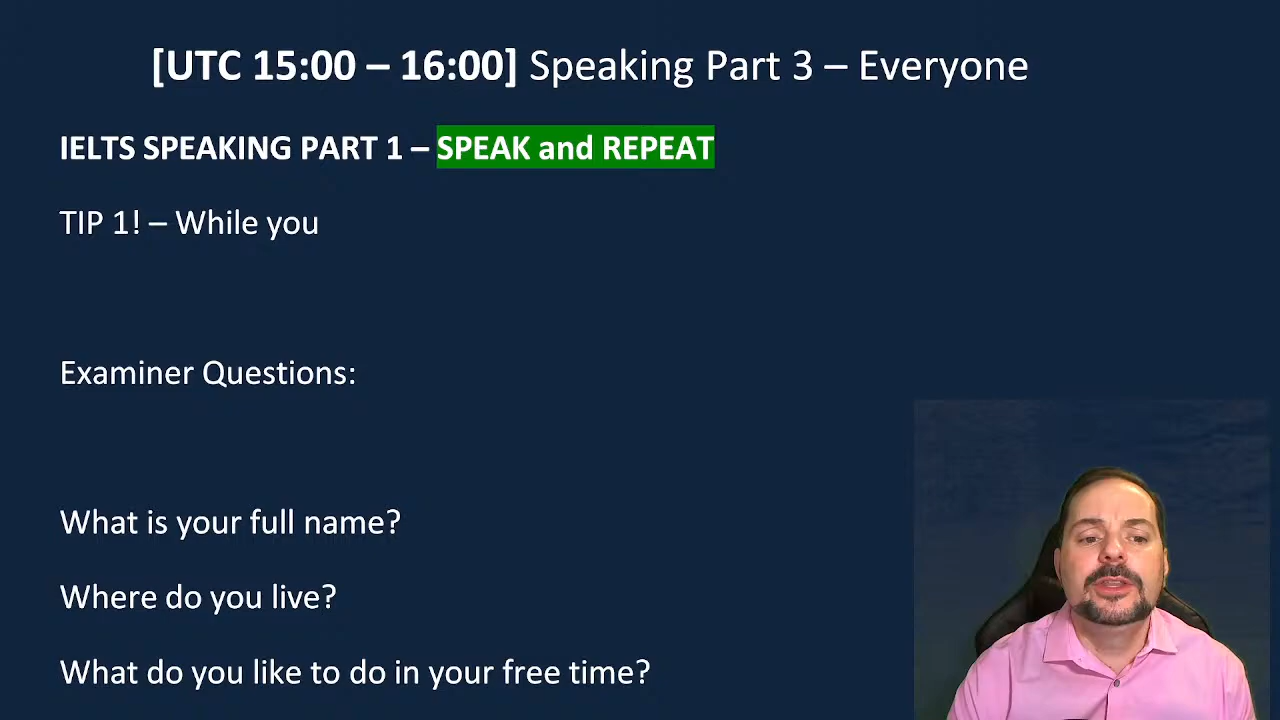 [UTC 15:00 – 16:00] Speaking Part 3 – Everyone
IELTS SPEAKING PART 1 – SPEAK and REPEAT
TIP 1! – While you
Examiner Questions:
What is your full name?
Where do you live?
What do you like to do in your free time?